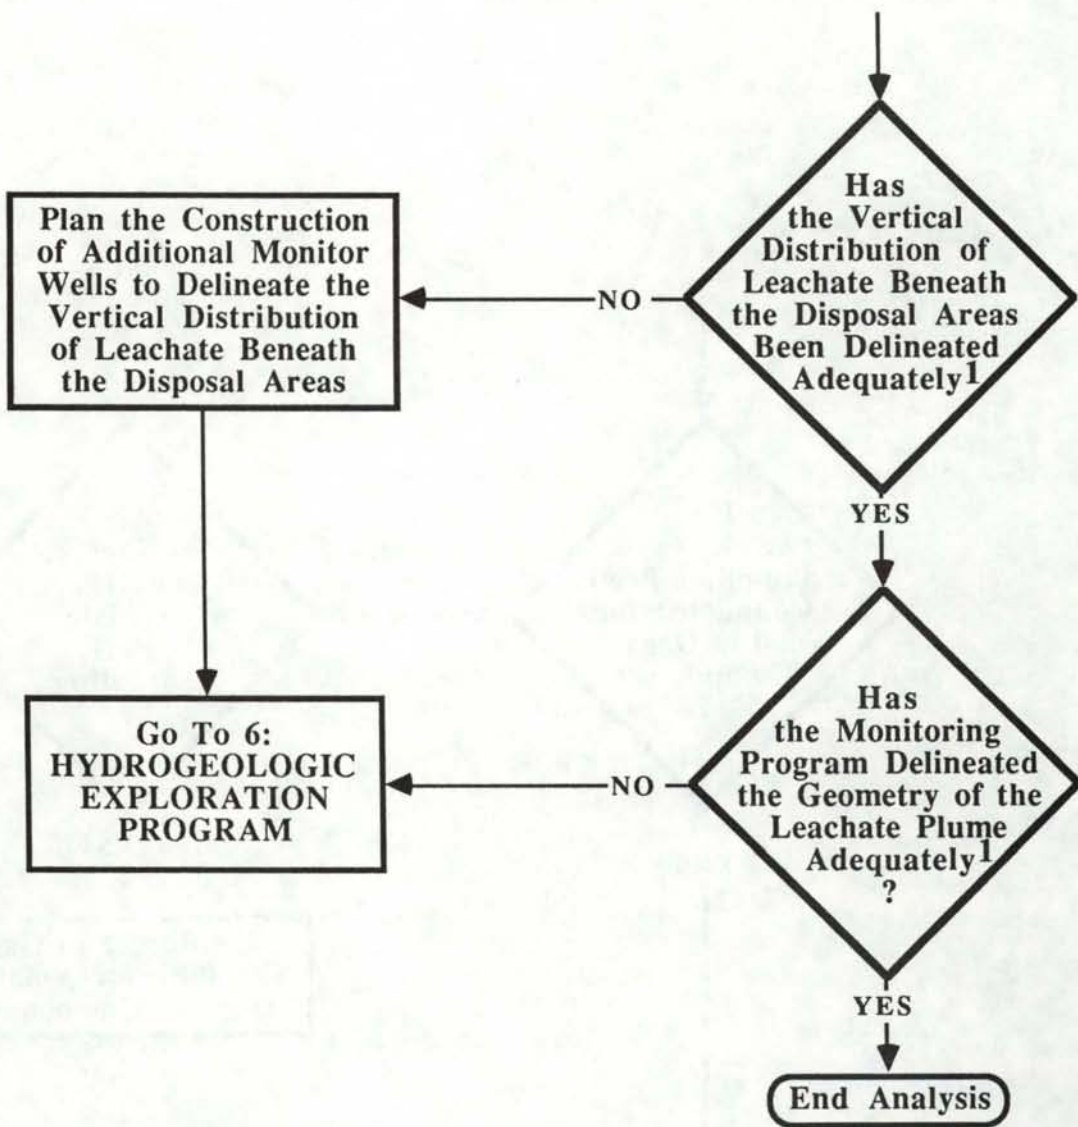 Has
the Vertical
Distribution of
Leachate Beneath
the Disposal Areas
Been Delineated
Adequately1
NO
Plan the Construction
of Additional Monitor
Wells to Delineate the
Vertical Distribution
of Leachate Beneath
the Disposal Areas
YES
Has
the Monitoring
Program Delineated
the Geometry of the
Leachate Plume
Adequately1
?
NO
Go To 6:
HYDROGEOLOGIC
EXPLORATION
PROGRAM
YES
End Analysis